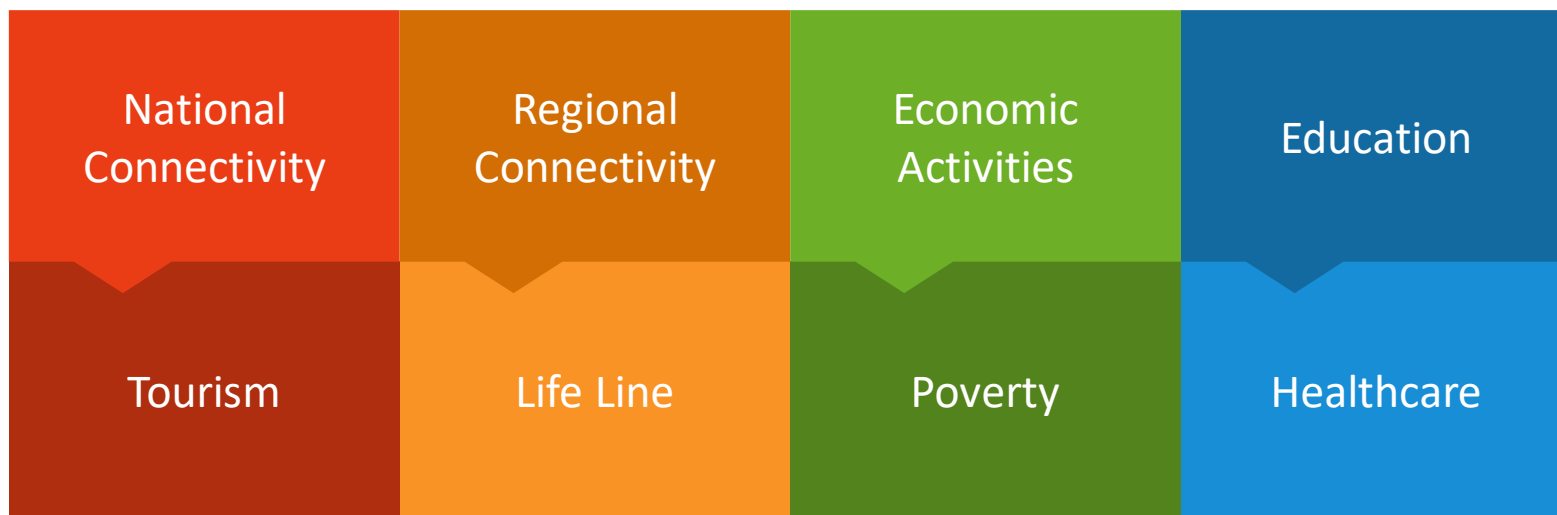 National
Connectivity
Regional
Connectivity
Economic
Activities
Education
Tourism
Life Line
Poverty
Healthcare